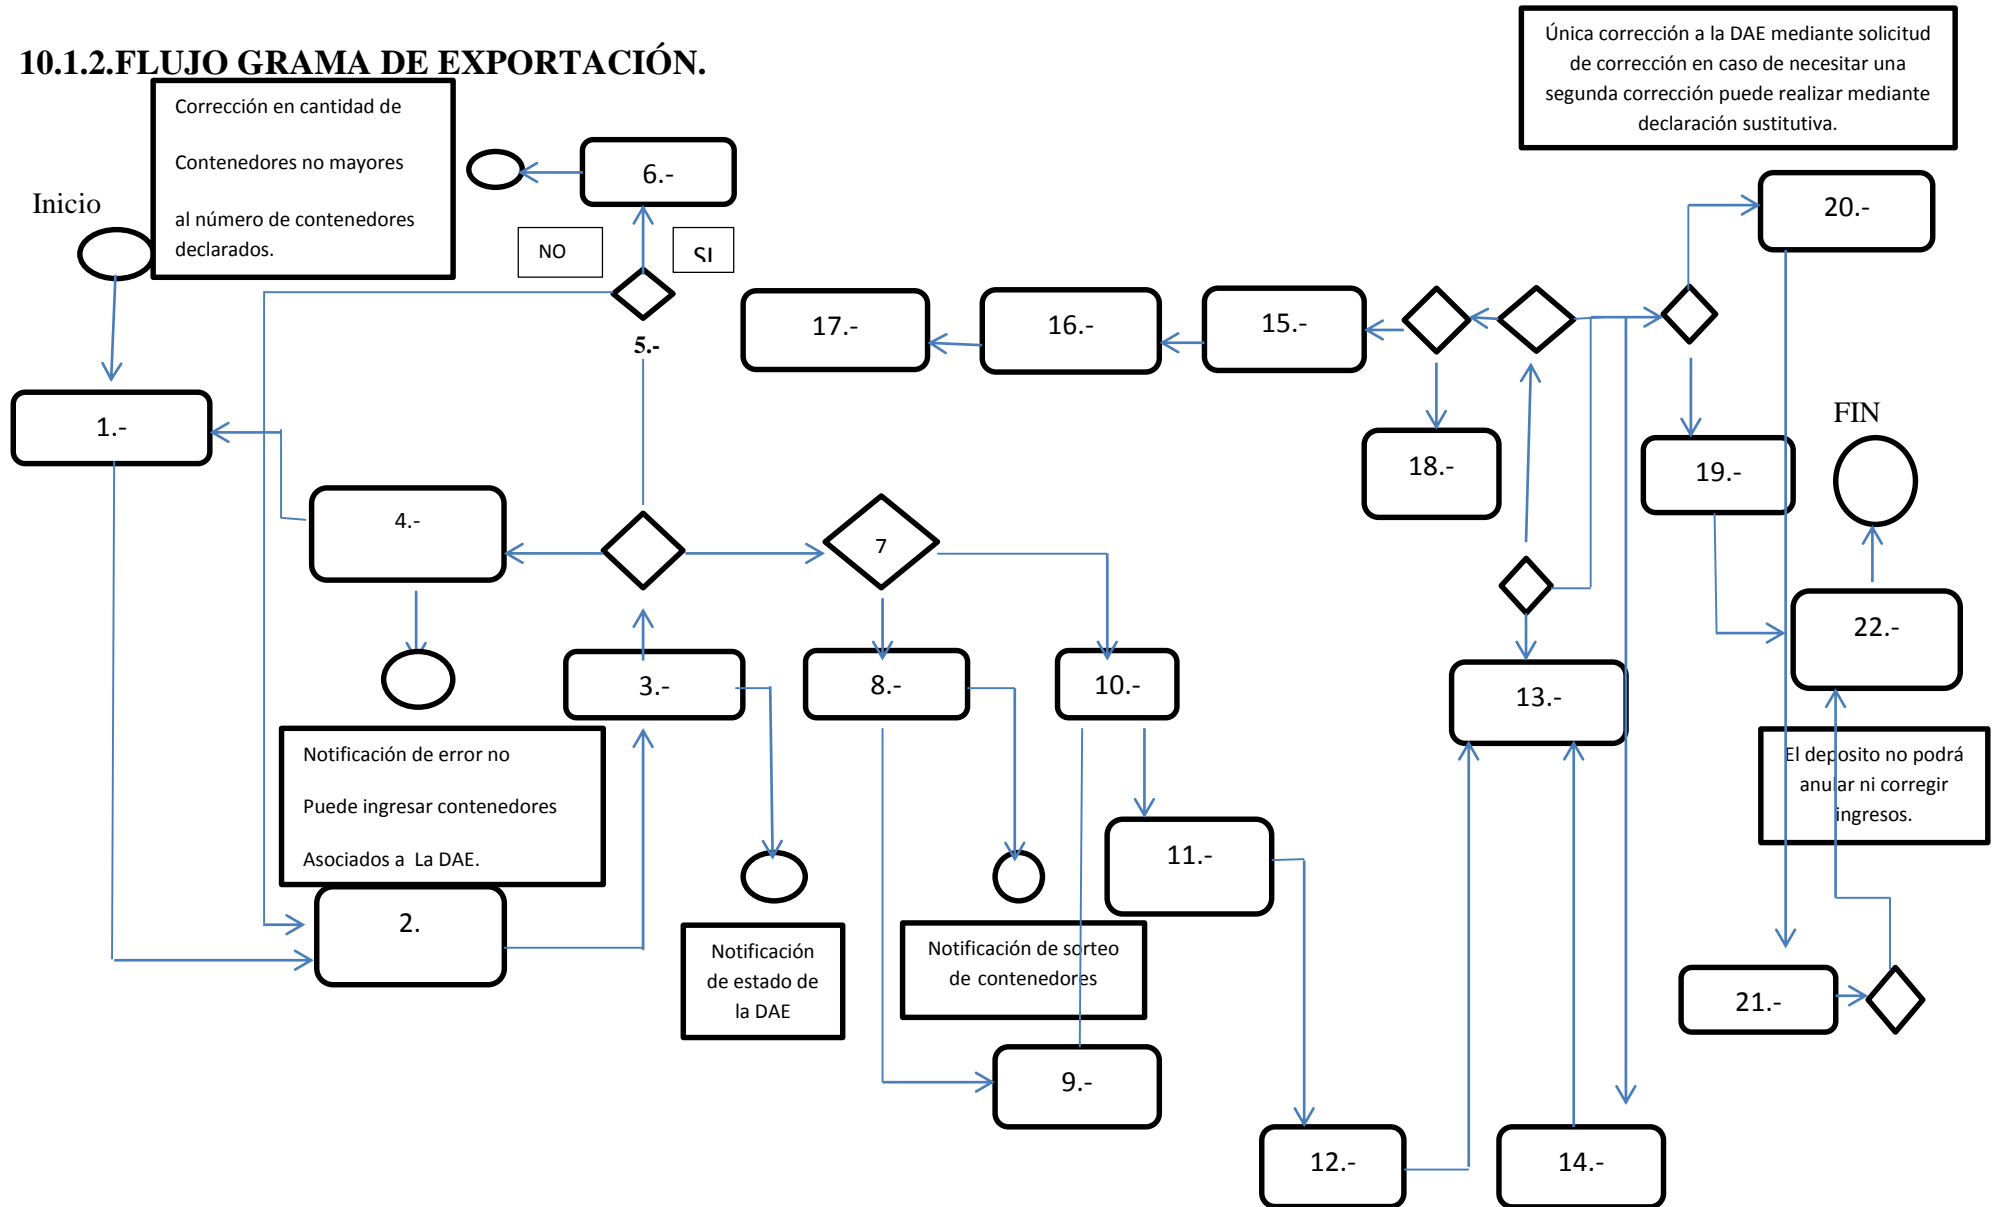 10.1.2.FLUJO GRAMA DE EXPORTACIÓN.
Única corrección a la DAE mediante solicitud
de corrección en caso de necesitar una
segunda corrección puede realizar mediante
declaración sustitutiva.
Corrección en cantidad de
Contenedores no mayores
al número de contenedores
declarados.
Inicio
6.-
NO
SI
5.-
20.-
17.-
16.-
15.-
1.-
18.-
19.-
FIN
4.-
7
22.-
3.-
8.-
10.-
13.-
Notificación de error no
Puede ingresar contenedores
Asociados a La DAE.
El deposito no podrá
anular ni corregir
ingresos.
11.-
2.
Notificación
de estado de
la DAE
Notificación de sorteo
de contenedores
21.-
9.-
12.-
14.-